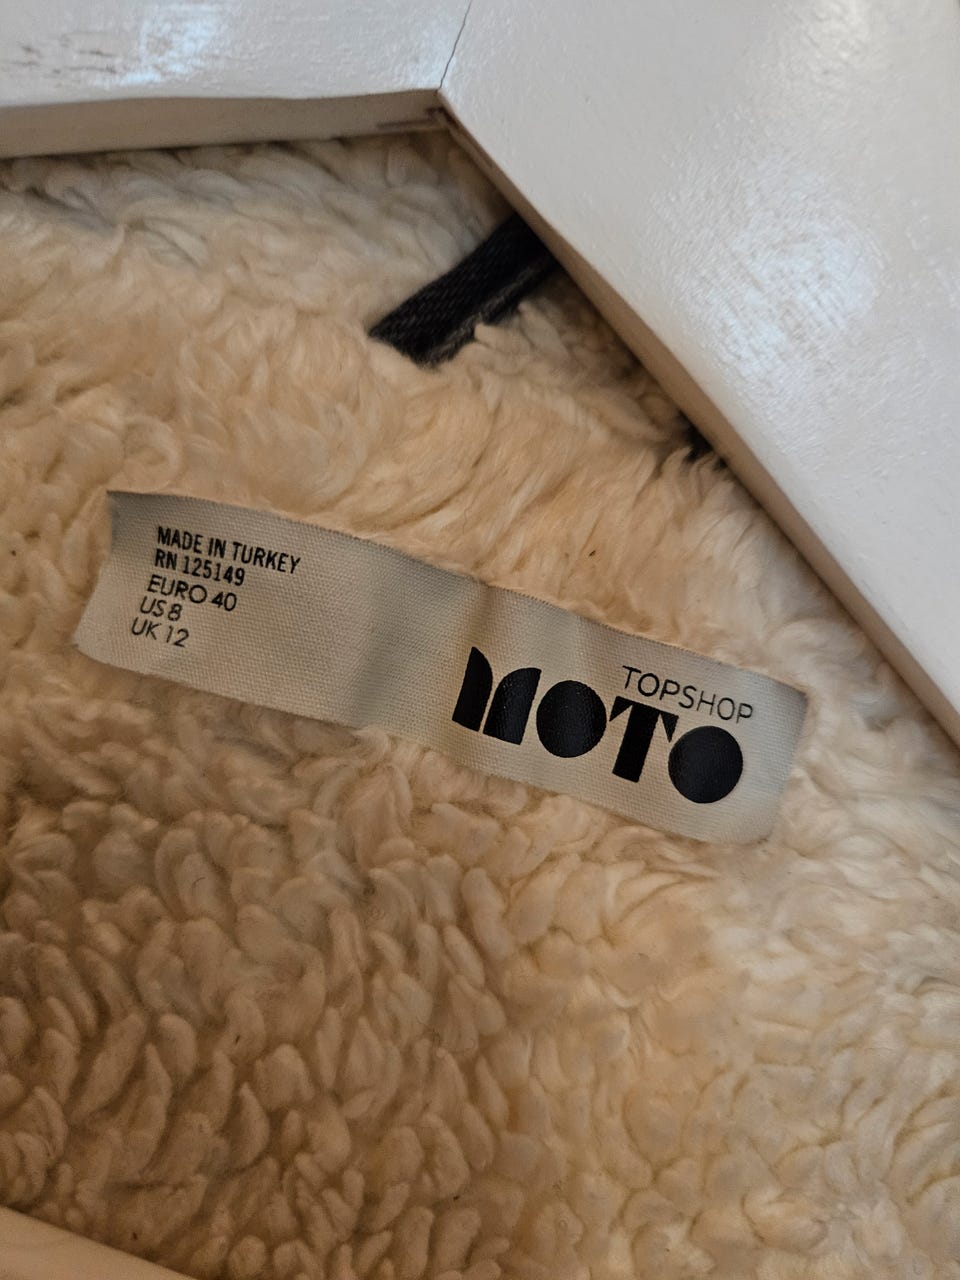 MADE IN TURKEY
RN 125149
EURO 40
US 8
UK 12
TOPSHOP
MOTO